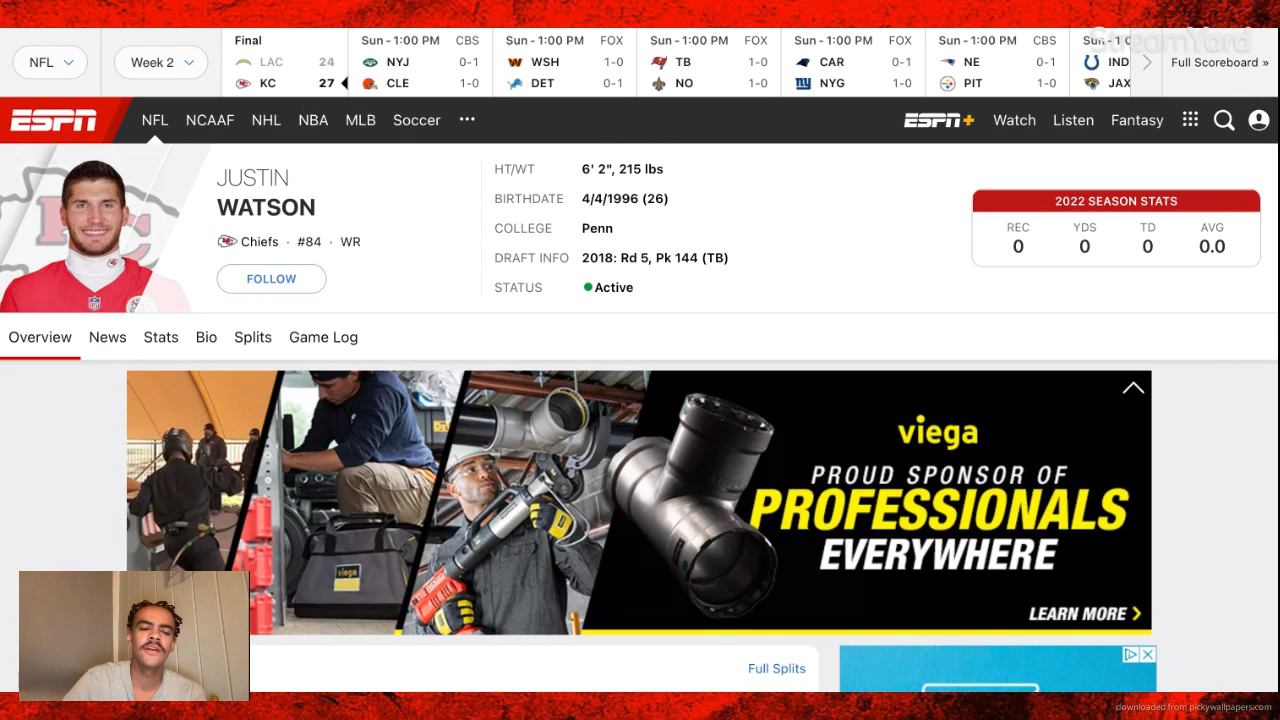 StreamYard
NFL
Week 2
Final
LAC 24
KC 27
Sun - 1:00 PM CBS
NYJ 0-1
CLE 1-0
Sun - 1:00 PM FOX
WSH 1-0
DET 0-1
Sun - 1:00 PM FOX
TB 1-0
NO 1-0
Sun - 1:00 PM FOX
CAR 0-1
NYG 1-0
Sun - 1:00 PM CBS
NE 0-1
PIT 1-0
Sun - 1:0
IND
JAX
Full Scoreboard »
ESPN
NFL NCAAF NHL NBA MLB Soccer •••
ESPN+ Watch Listen Fantasy
JUSTIN
WATSON
Chiefs · #84 · WR
FOLLOW
HT/WT 6' 2", 215 lbs
BIRTHDATE 4/4/1996 (26)
COLLEGE Penn
DRAFT INFO 2018: Rd 5, Pk 144 (TB)
STATUS Active
2022 SEASON STATS
REC YDS TD AVG
0 0 0 0.0
Overview News Stats Bio Splits Game Log
viega
viega
PROUD SPONSOR OF
PROFESSIONALS
EVERYWHERE
LEARN MORE
Full Splits
downloaded from pickywallpapers.com